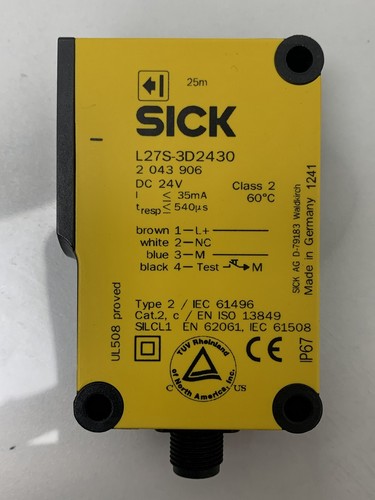 25m
SICK
L27S-3D2430
2 043 906
DC 24V Class 2
I ≤ 35mA 60°C
tresp ≤ 540µs
brown 1 L+
white 2 NC
blue 3 M
black 4 Test M
Type 2 / IEC 61496
Cat.2, c / EN ISO 13849
SILCL1 EN 62061, IEC 61508
TÜV Rheinland
of North America, Inc.
C US
CE
UL508 proved
SICK AG D-79183 Waldkirch
Made in Germany 1241
IP67